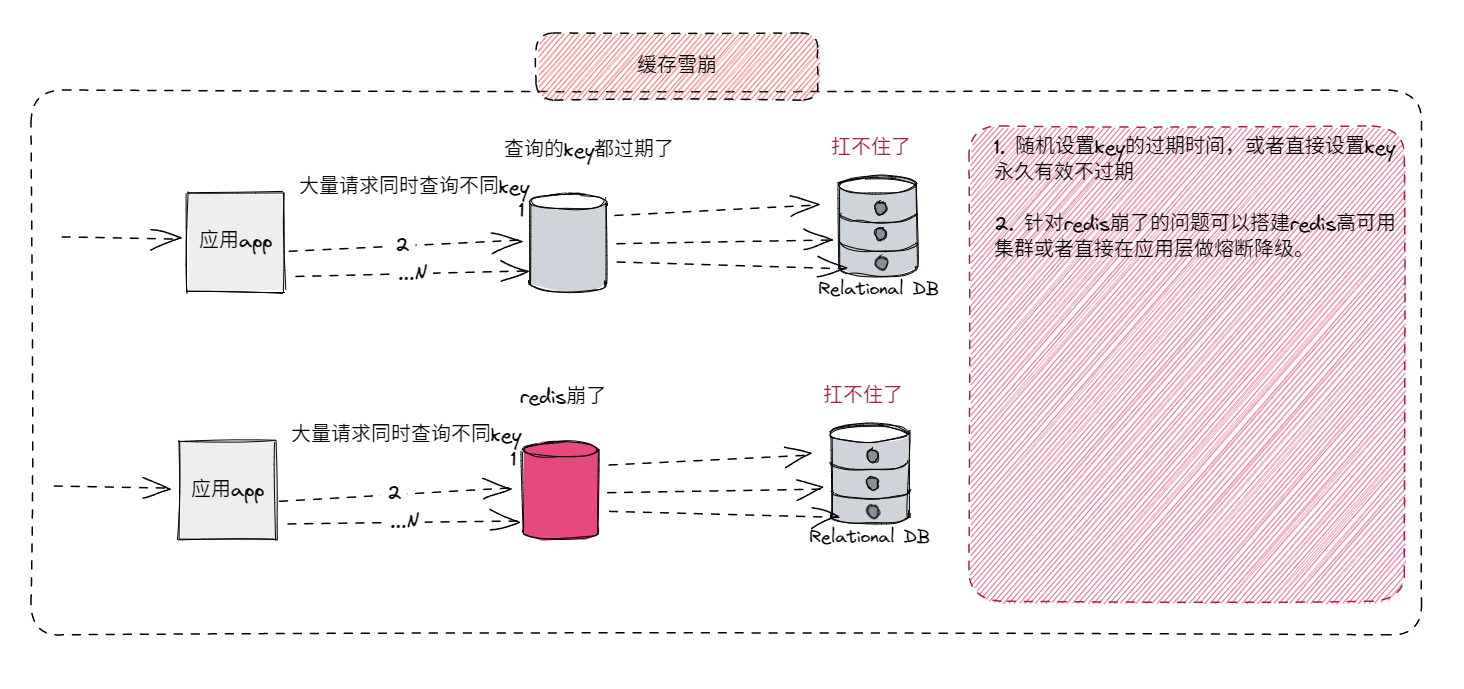 缓存雪崩
查询的key都过期了
扛不住了
大量请求同时查询不同key
1
应用app
2
...N
Relational DB
redis崩了
扛不住了
大量请求同时查询不同key
1
应用app
2
...N
Relational DB
1. 随机设置key的过期时间，或者直接设置key
永久有效不过期
2. 针对redis崩了的问题可以搭建redis高可用
集群或者直接在应用层做熔断降级。